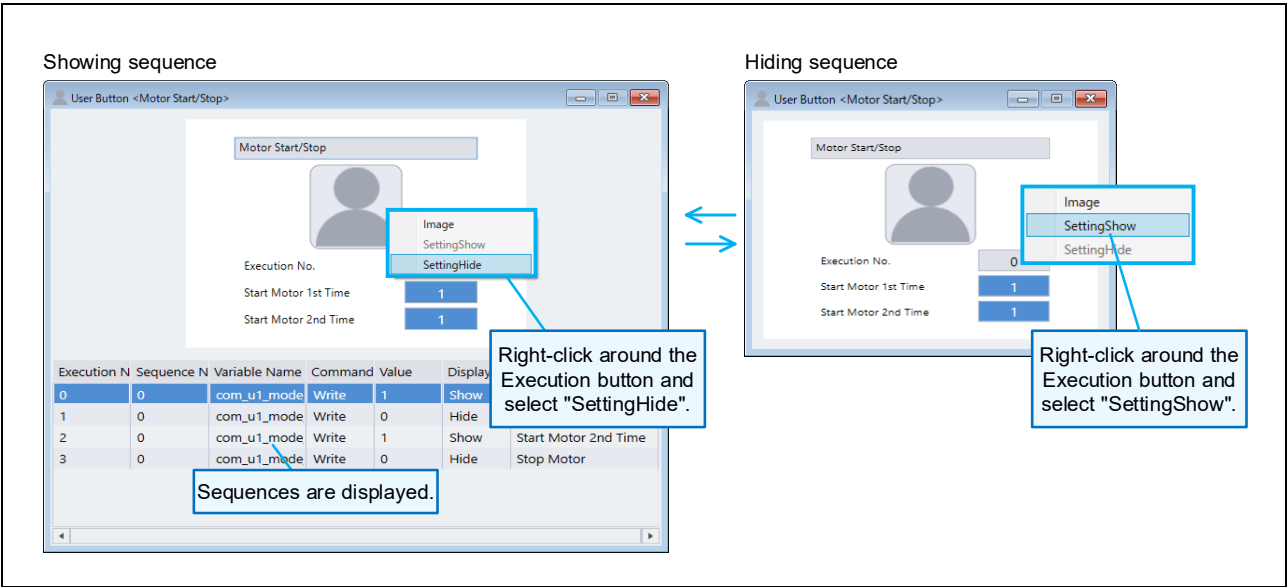 Showing sequence
User Button <Motor Start/Stop>
Motor Start/Stop
Image
SettingShow
SettingHide
Execution No.
Start Motor 1st Time 1
Start Motor 2nd Time 1
Right-click around the
Execution button and
select "SettingHide".
Execution N Sequence N Variable Name Command Value Display
0 0 com_u1_mode Write 1 Show
1 0 com_u1_mode Write 0 Hide
2 0 com_u1_mode Write 1 Show Start Motor 2nd Time
3 0 com_u1_mode Write 0 Hide Stop Motor
Sequences are displayed.
Hiding sequence
User Button <Motor Start/Stop>
Motor Start/Stop
Image
SettingShow
SettingHide
Execution No. 0
Start Motor 1st Time 1
Start Motor 2nd Time 1
Right-click around the
Execution button and
select "SettingShow".